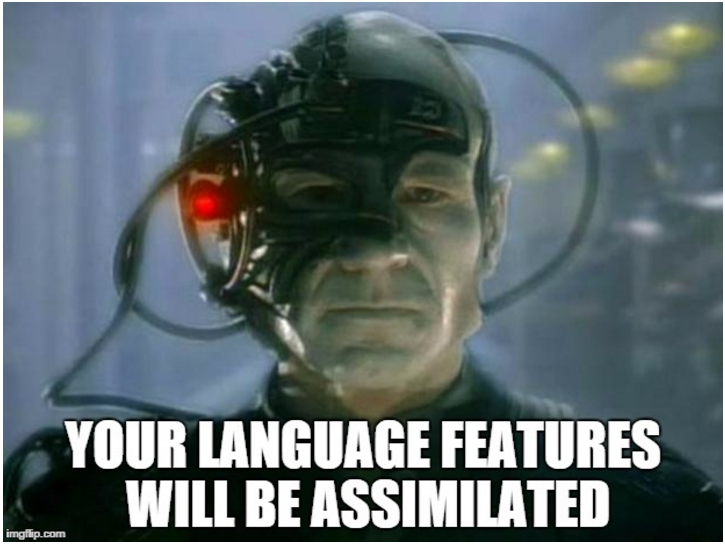 YOUR LANGUAGE FEATURES
WILL BE ASSIMILATED
imgflip.com